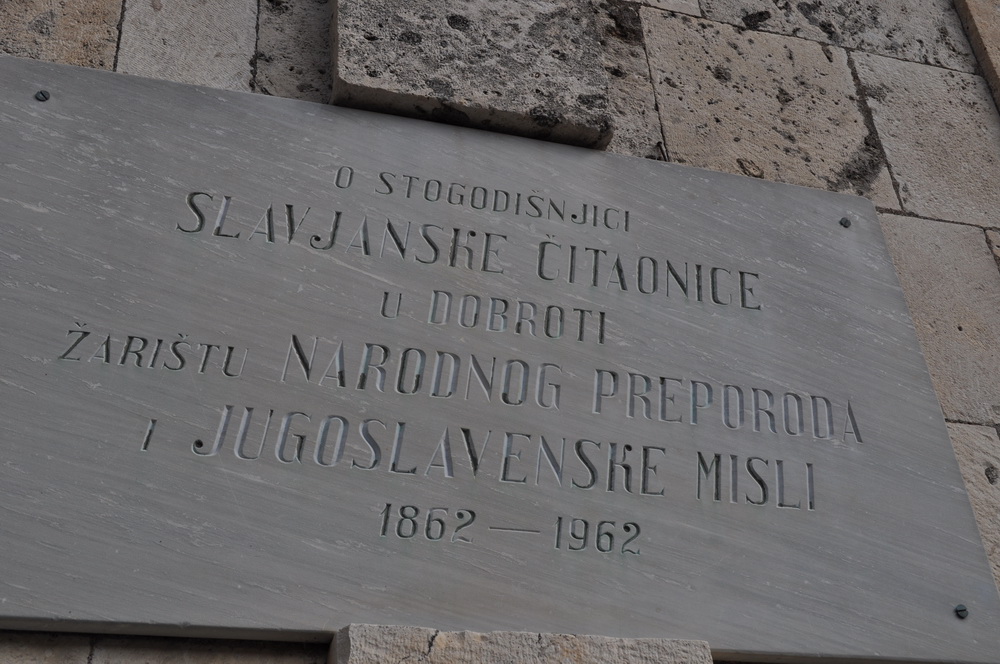 O STOGODIŠNJICI
SLAVJANSKE ČITAONICE
U DOBROTI
ŽARIŠTU NARODNOG PREPORODA
I JUGOSLAVENSKE MISLI
1862 — 1962